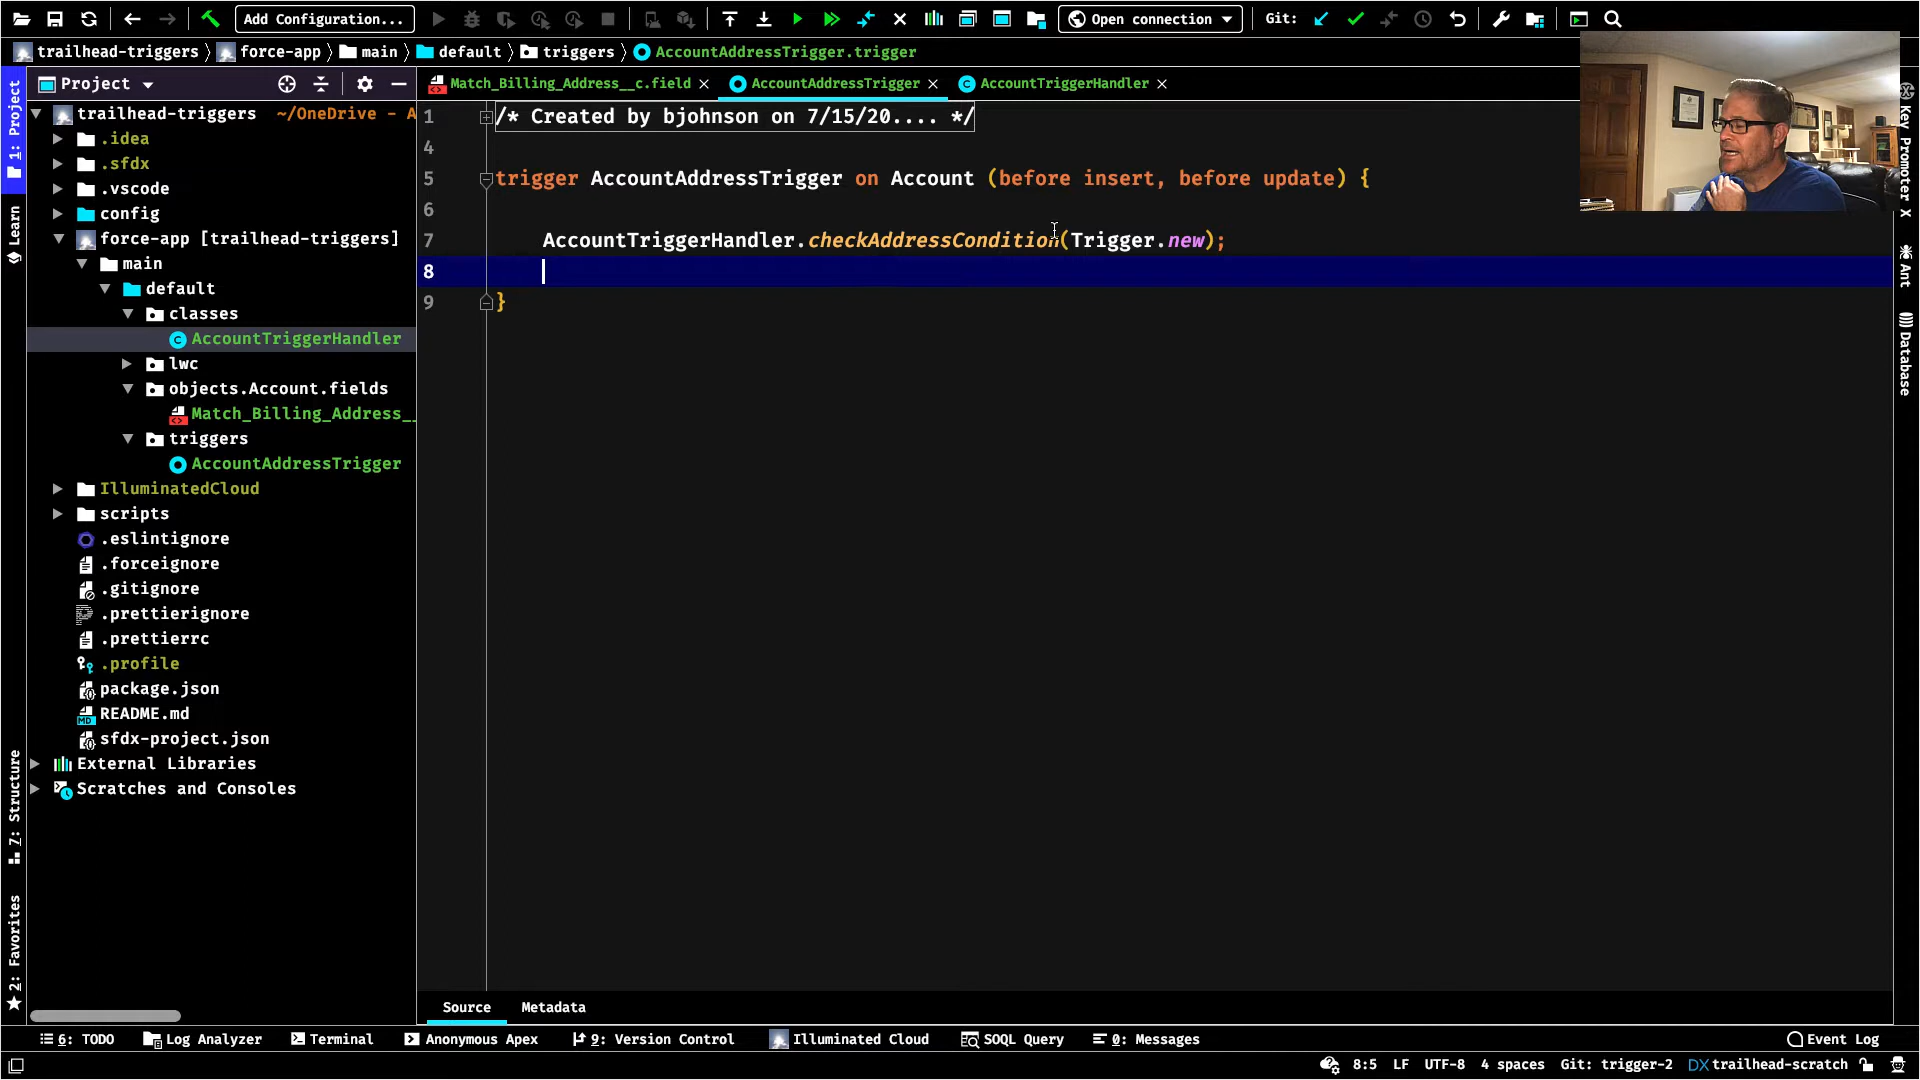 Add Configuration...
Open connection
Git:
trailhead-triggers
force-app
main
default
triggers
AccountAddressTrigger.trigger
Project
Match_Billing_Address__c.field
AccountAddressTrigger
AccountTriggerHandler
1: Project
Learn
7: Structure
2: Favorites
trailhead-triggers ~/OneDrive - A
.idea
.sfdx
.vscode
config
force-app [trailhead-triggers]
main
default
classes
AccountTriggerHandler
lwc
objects.Account.fields
Match_Billing_Address__
triggers
AccountAddressTrigger
IlluminatedCloud
scripts
.eslintignore
.forceignore
.gitignore
.prettierignore
.prettierrc
.profile
package.json
README.md
sfdx-project.json
External Libraries
Scratches and Consoles
1 /* Created by bjohnson on 7/15/20.... */
4
5 trigger AccountAddressTrigger on Account (before insert, before update) {
6
7 AccountTriggerHandler.checkAddressCondition(Trigger.new);
8
9 }
Key Promoter X
Ant
Database
Source
Metadata
6: TODO
Log Analyzer
Terminal
Anonymous Apex
9: Version Control
Illuminated Cloud
SOQL Query
0: Messages
Event Log
8:5
LF
UTF-8
4 spaces
Git: trigger-2
DX trailhead-scratch